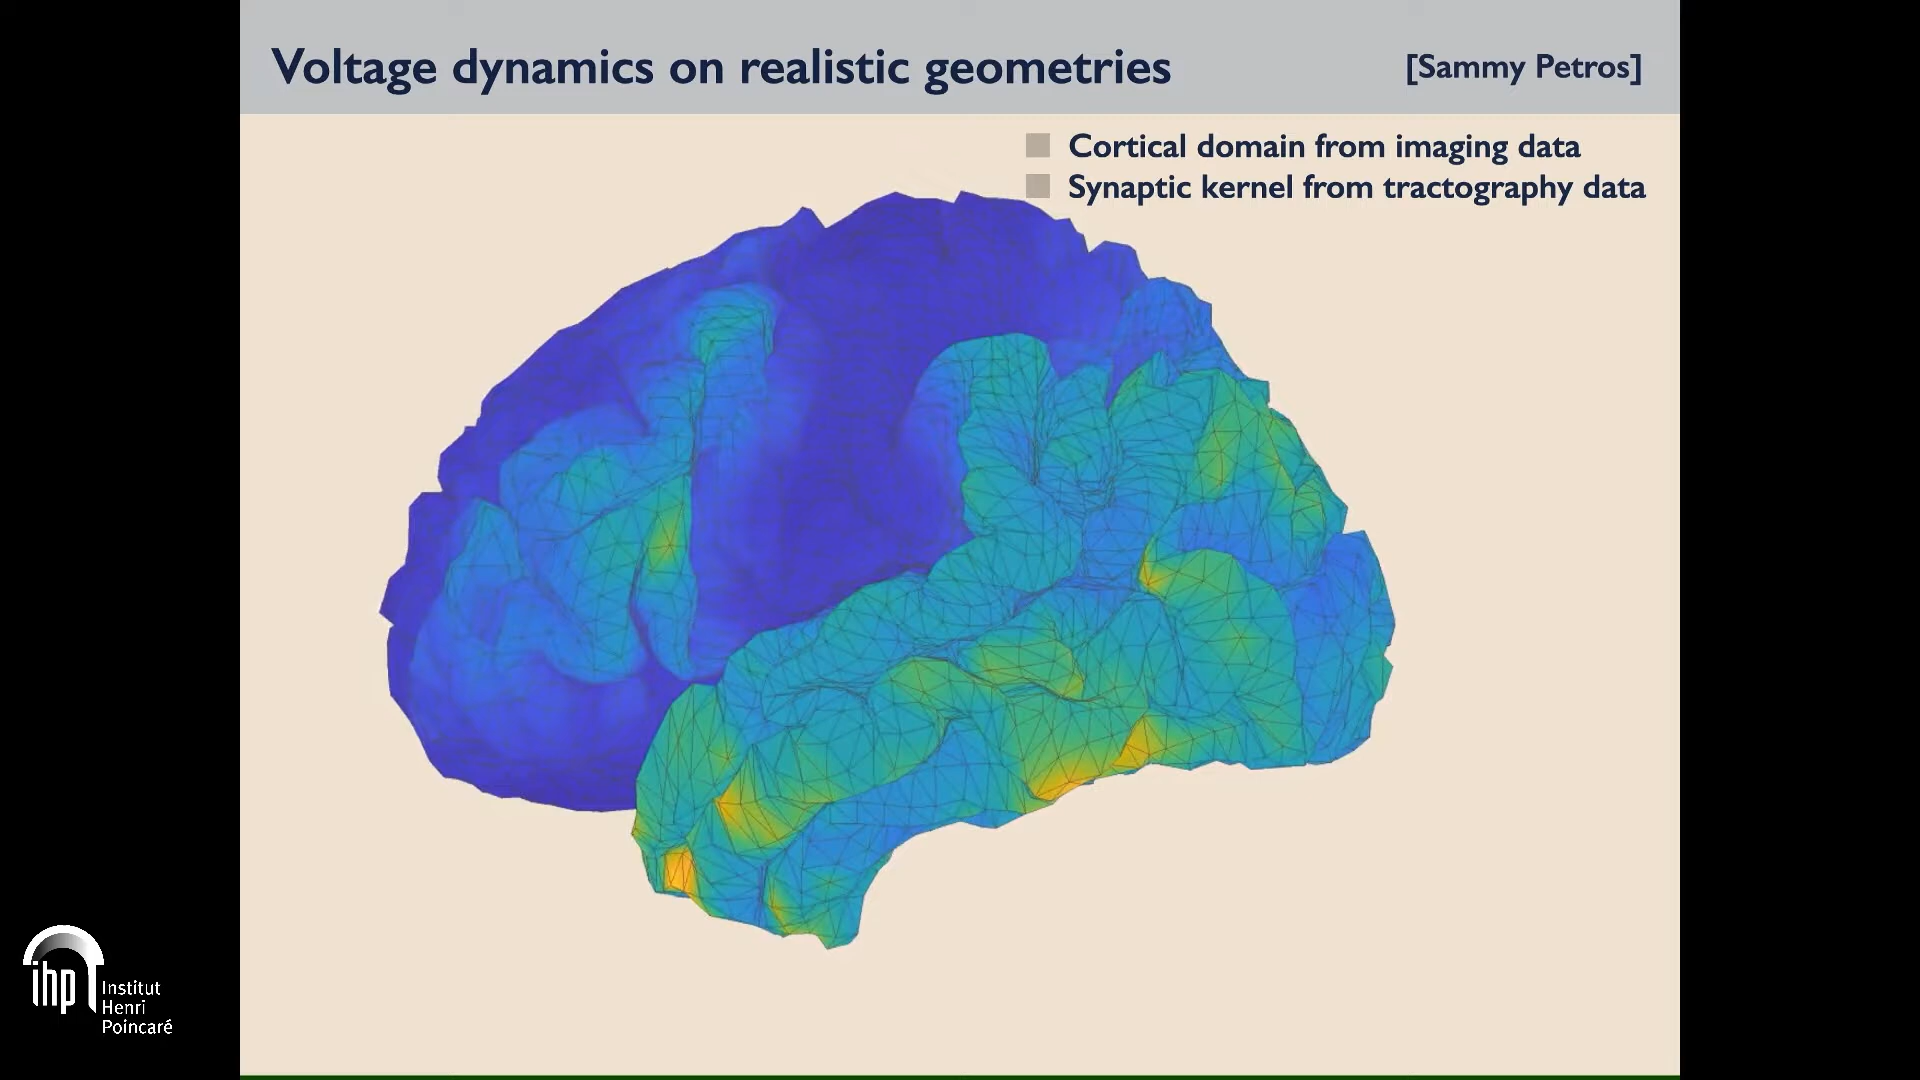 Voltage dynamics on realistic geometries
[Sammy Petros]
Cortical domain from imaging data
Synaptic kernel from tractography data
ihp
Institut
Henri
Poincaré